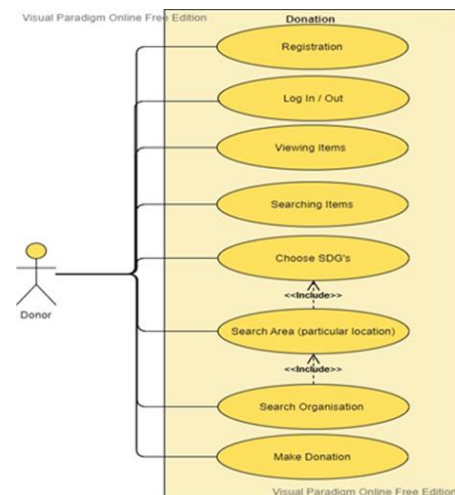 Visual Paradigm Online Free Edition
Donation
Registration
Log In / Out
Viewing Items
Searching Items
Choose SDG's
<<Include>>
Search Area (particular location)
<<Include>>
Search Organisation
Make Donation
Donor
Visual Paradigm Online Free Edition